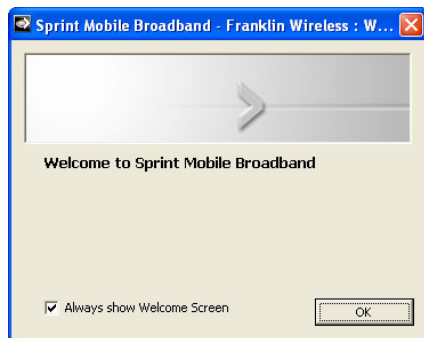 Sprint Mobile Broadband - Franklin Wireless : W...
Welcome to Sprint Mobile Broadband
Always show Welcome Screen
OK